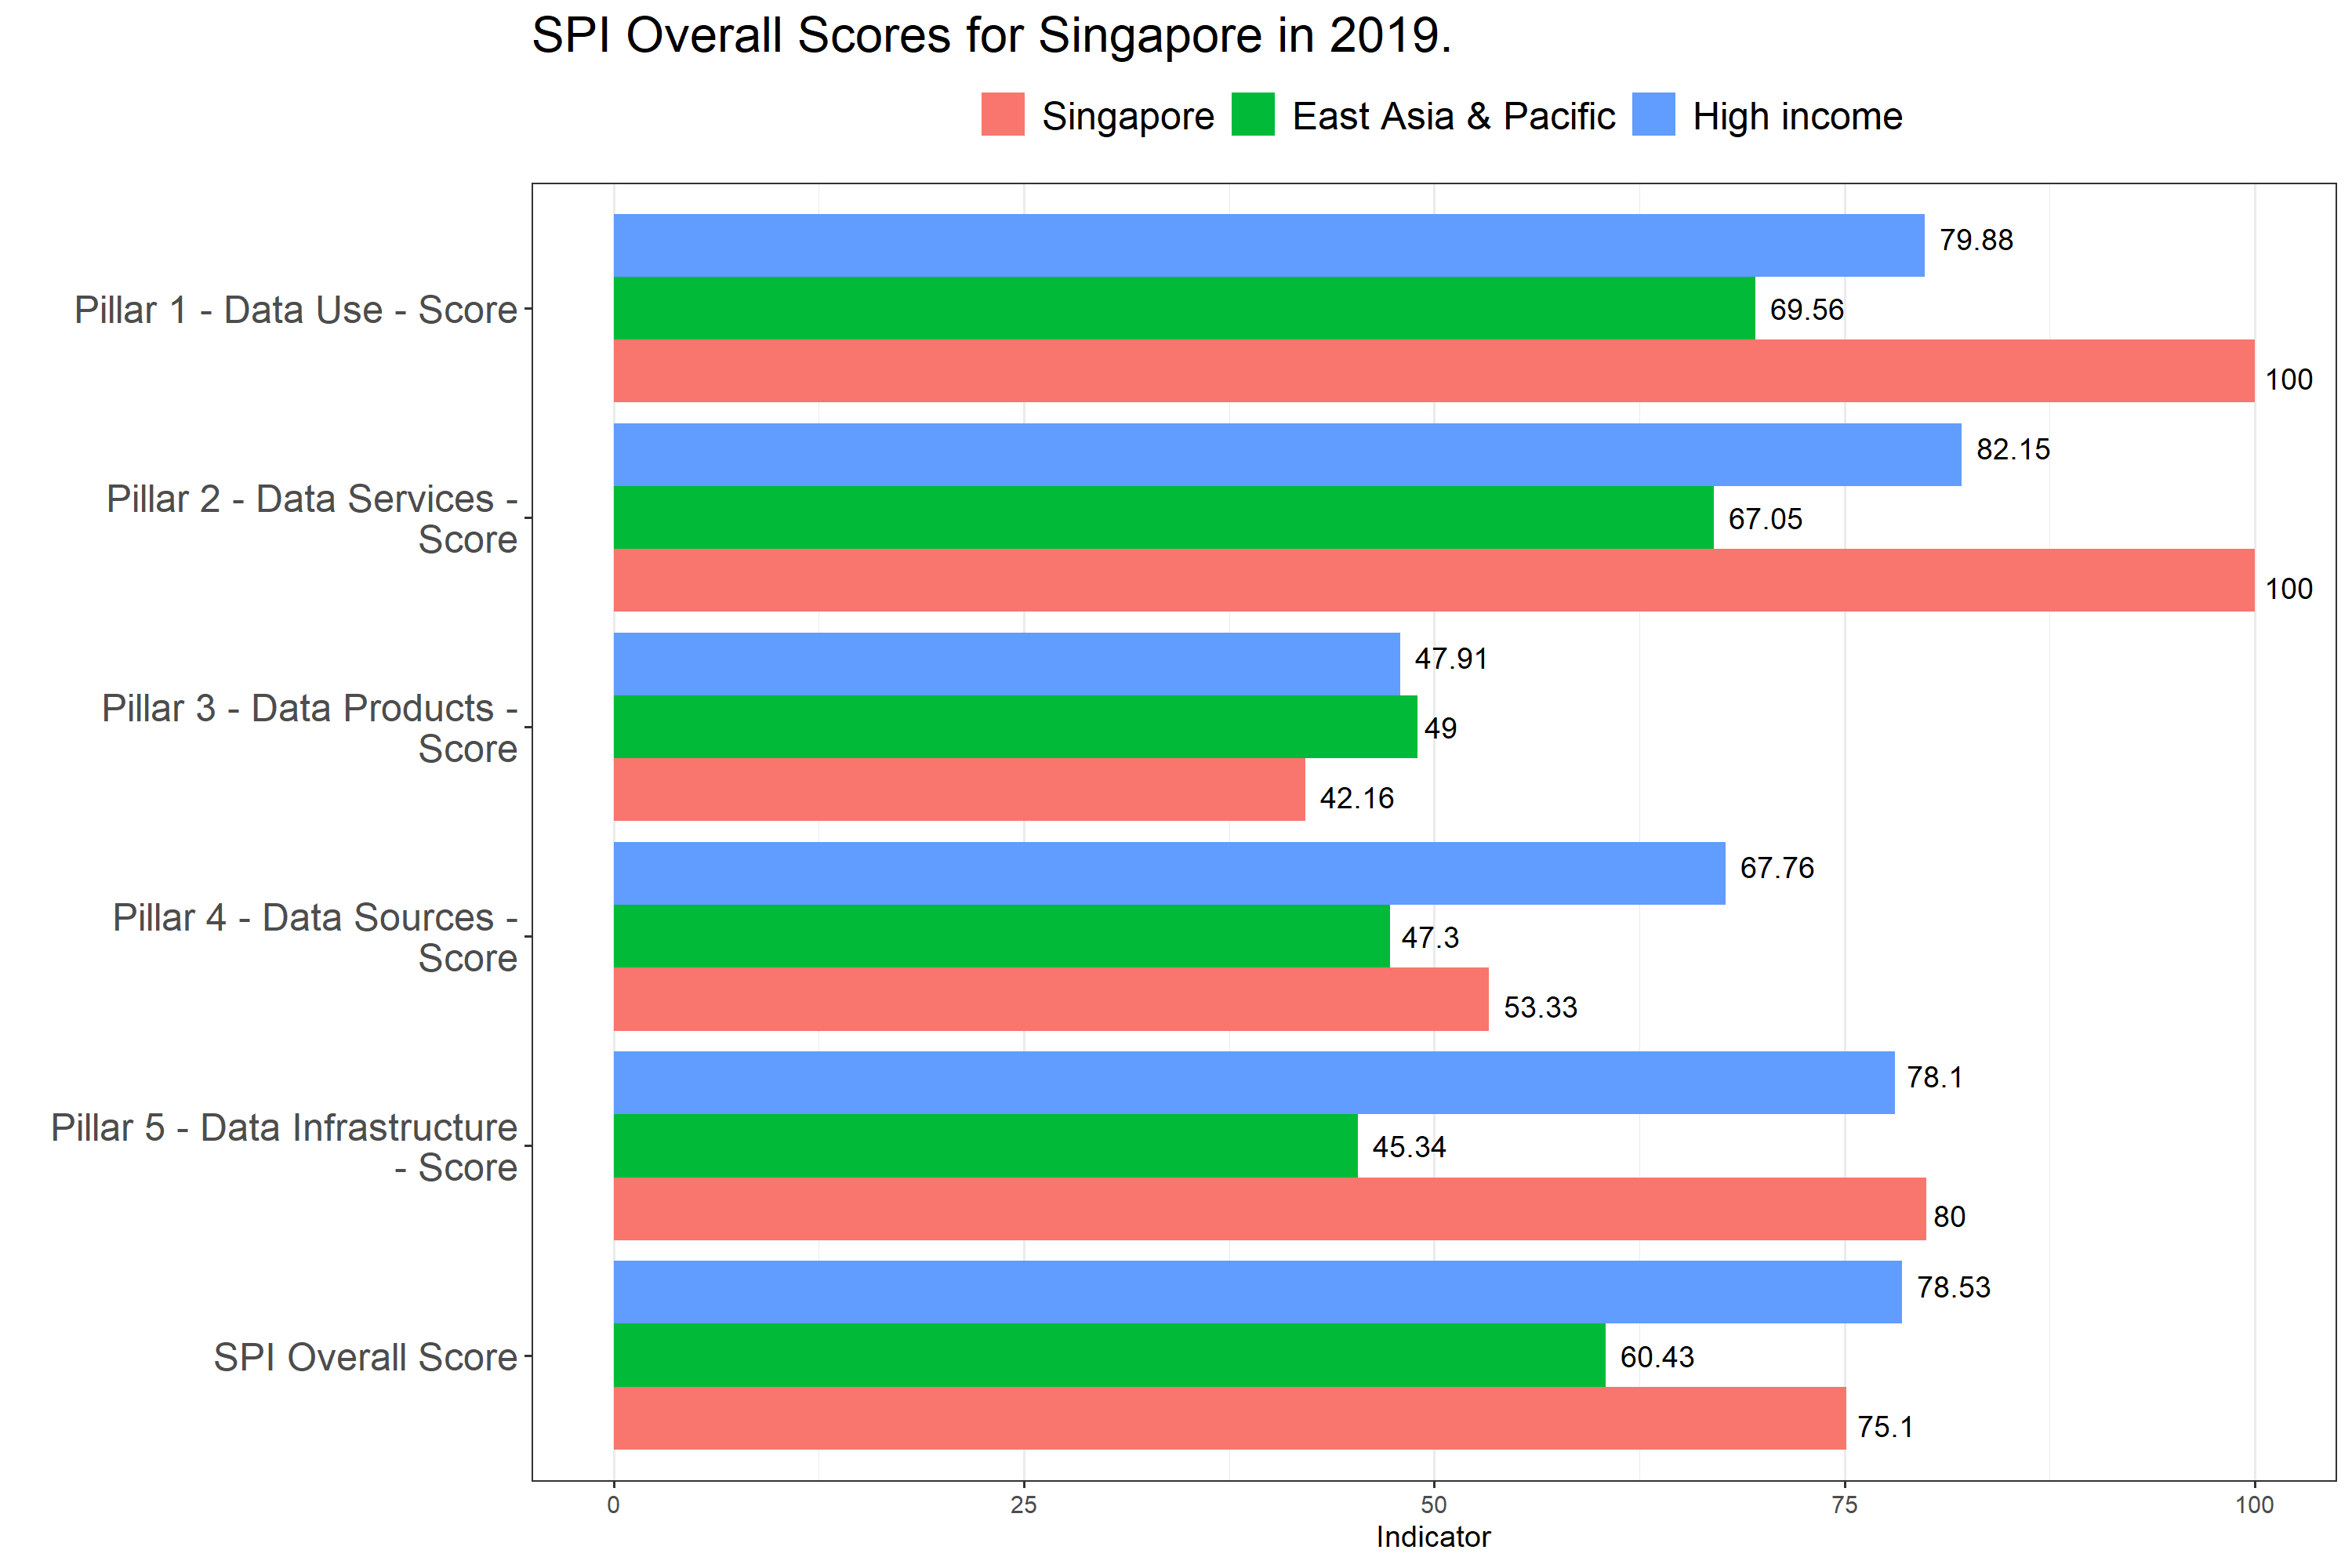 SPI Overall Scores for Singapore in 2019.
Singapore East Asia & Pacific High income
Pillar 1 - Data Use - Score
79.88
69.56
100
Pillar 2 - Data Services -
Score
82.15
67.05
100
Pillar 3 - Data Products -
Score
47.91
49
42.16
Pillar 4 - Data Sources -
Score
67.76
47.3
53.33
Pillar 5 - Data Infrastructure
- Score
78.1
45.34
80
SPI Overall Score
78.53
60.43
75.1
0 25 50 75 100
Indicator